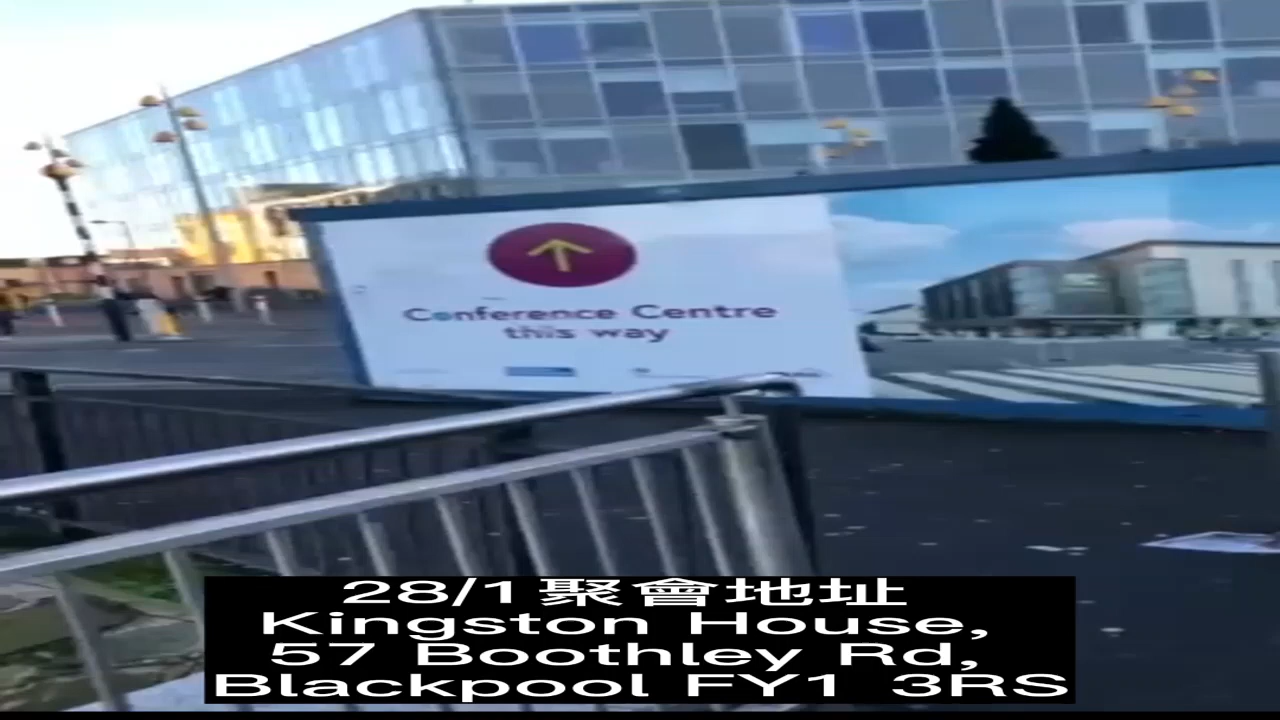 Conference Centre
this way
28/1聚會地址
Kingston House,
57 Boothley Rd,
Blackpool FY1 3RS